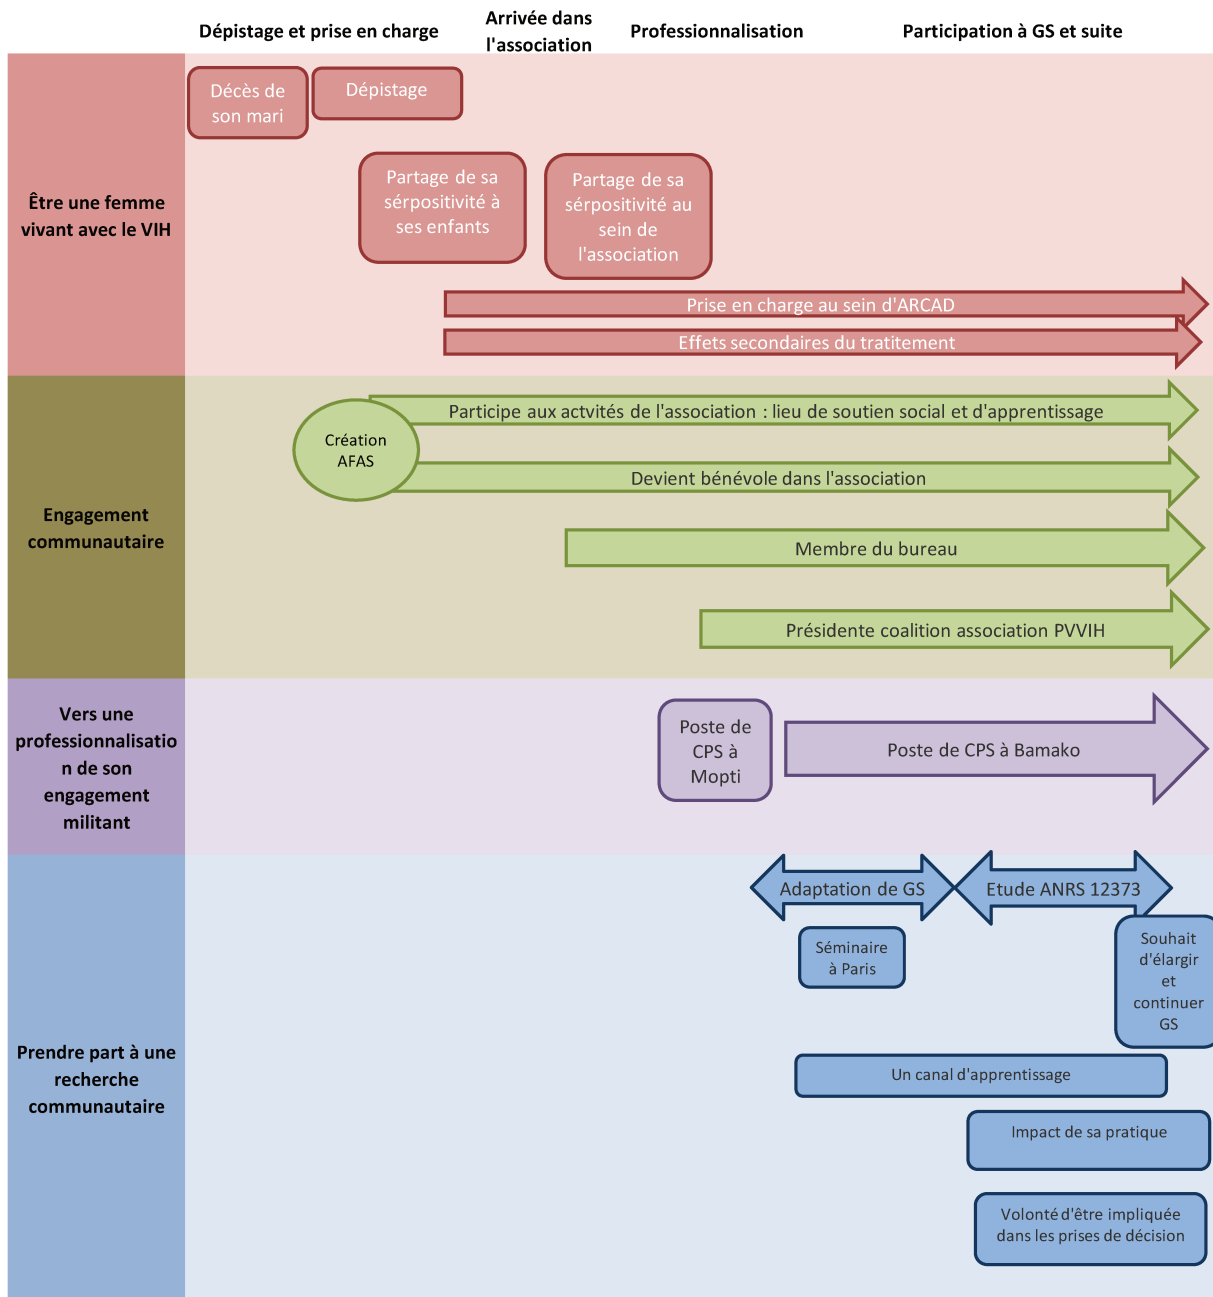 Dépistage et prise en charge
Arrivée dans
l'association
Professionnalisation
Participation à GS et suite
Être une femme
vivant avec le VIH
Décès de
son mari
Dépistage
Partage de sa
sérpositivité à
ses enfants
Partage de sa
sérpositivité au
sein de
l'association
Prise en charge au sein d'ARCAD
Effets secondaires du tratitement
Engagement
communautaire
Création
AFAS
Participe aux actvités de l'association : lieu de soutien social et d'apprentissage
Devient bénévole dans l'association
Membre du bureau
Présidente coalition association PVVIH
Vers une
professionnalisatio
n de son
engagement
militant
Poste de
CPS à
Mopti
Poste de CPS à Bamako
Prendre part à une
recherche
communautaire
Adaptation de GS
Etude ANRS 12373
Séminaire
à Paris
Souhait
d'élargir
et
continuer
GS
Un canal d'apprentissage
Impact de sa pratique
Volonté d'être impliquée
dans les prises de décision